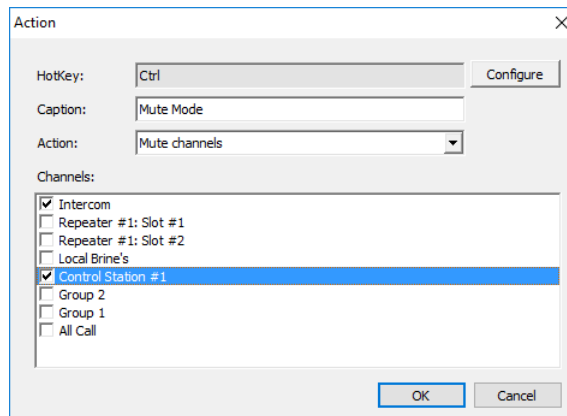 Action
HotKey: Ctrl Configure
Caption: Mute Mode
Action: Mute channels
Channels:
Intercom
Repeater #1: Slot #1
Repeater #1: Slot #2
Local Brine's
Control Station #1
Group 2
Group 1
All Call
OK Cancel